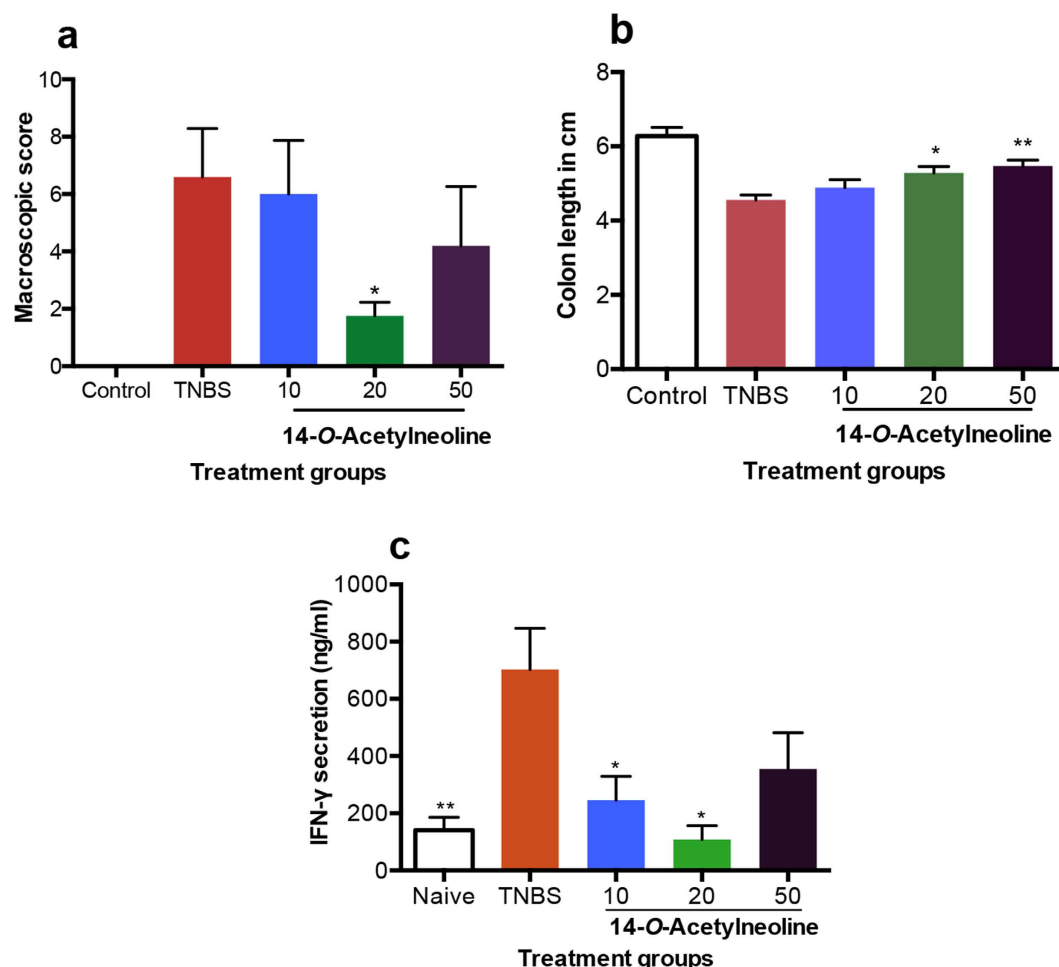 a
Macroscopic score
10
8
6
4
2
0
*
Control TNBS 10 20 50
14-O-Acetylneoline
Treatment groups
b
Colon length in cm
8
6
4
2
0
*
**
Control TNBS 10 20 50
14-O-Acetylneoline
Treatment groups
c
IFN-γ secretion (ng/ml)
1000
800
600
400
200
0
**
*
*
Naive TNBS 10 20 50
14-O-Acetylneoline
Treatment groups